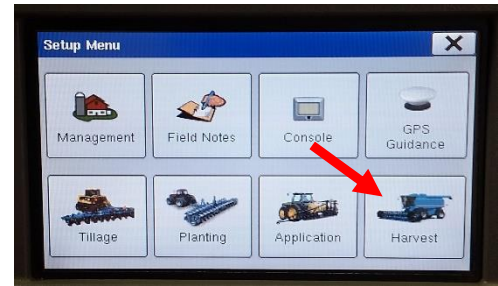 Setup Menu
Management
Field Notes
Console
GPS
Guidance
Tillage
Planting
Application
Harvest